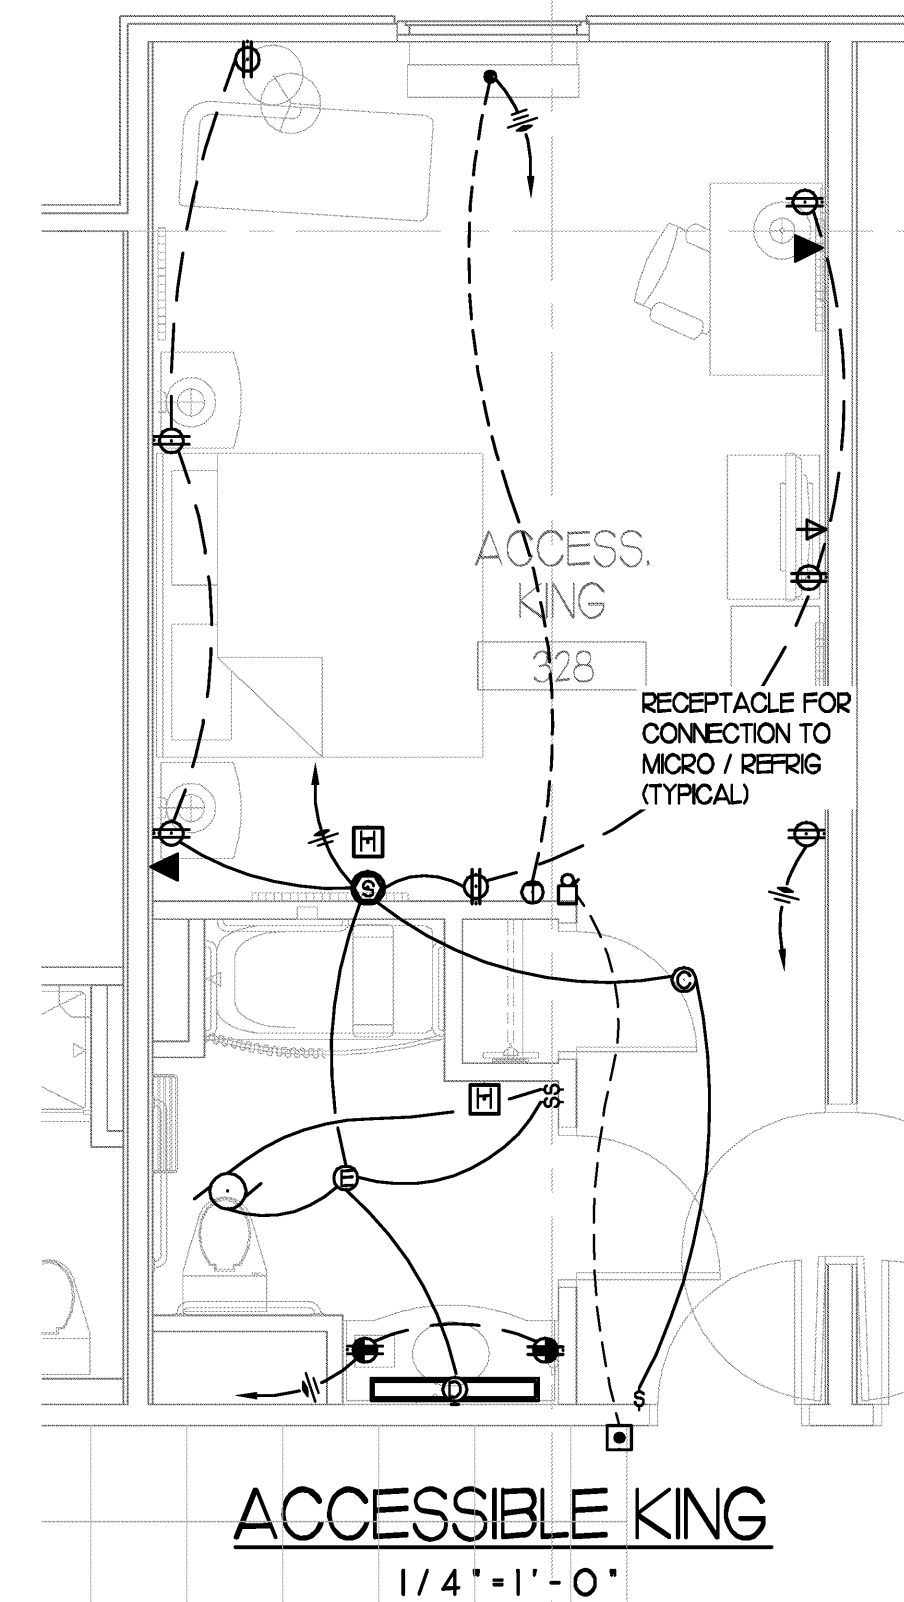 ACCESS.
KING
328
RECEPTACLE FOR
CONNECTION TO
MICRO / REFRIG
(TYPICAL)
H
S
C
H
S
S
E
D
S
ACCESSIBLE KING
1/4"=1'-0"